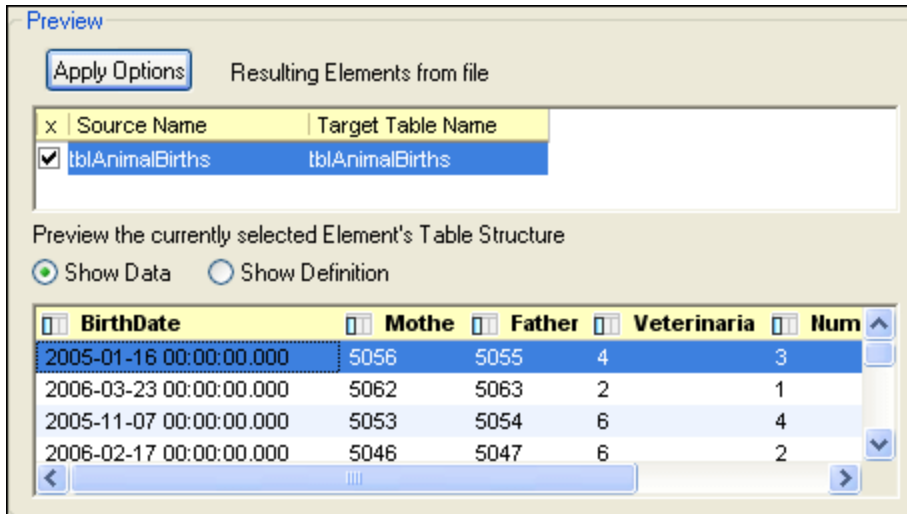 Preview
Apply Options Resulting Elements from file
x Source Name Target Table Name
tblAnimalBirths tblAnimalBirths
Preview the currently selected Element's Table Structure
Show Data Show Definition
BirthDate Mothe Father Veterinaria Num
2005-01-16 00:00:00.000 5056 5055 4 3
2006-03-23 00:00:00.000 5062 5063 2 1
2005-11-07 00:00:00.000 5053 5054 6 4
2006-02-17 00:00:00.000 5046 5047 6 2